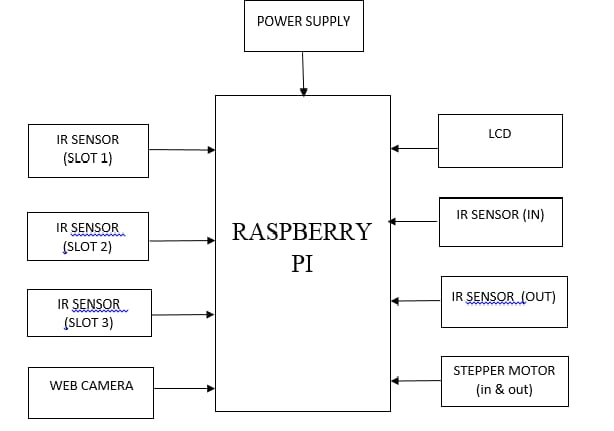 POWER SUPPLY
IR SENSOR
(SLOT 1)
IR SENSOR
(SLOT 2)
IR SENSOR
(SLOT 3)
WEB CAMERA
RASPBERRY
PI
LCD
IR SENSOR (IN)
IR SENSOR (OUT)
STEPPER MOTOR
(in & out)